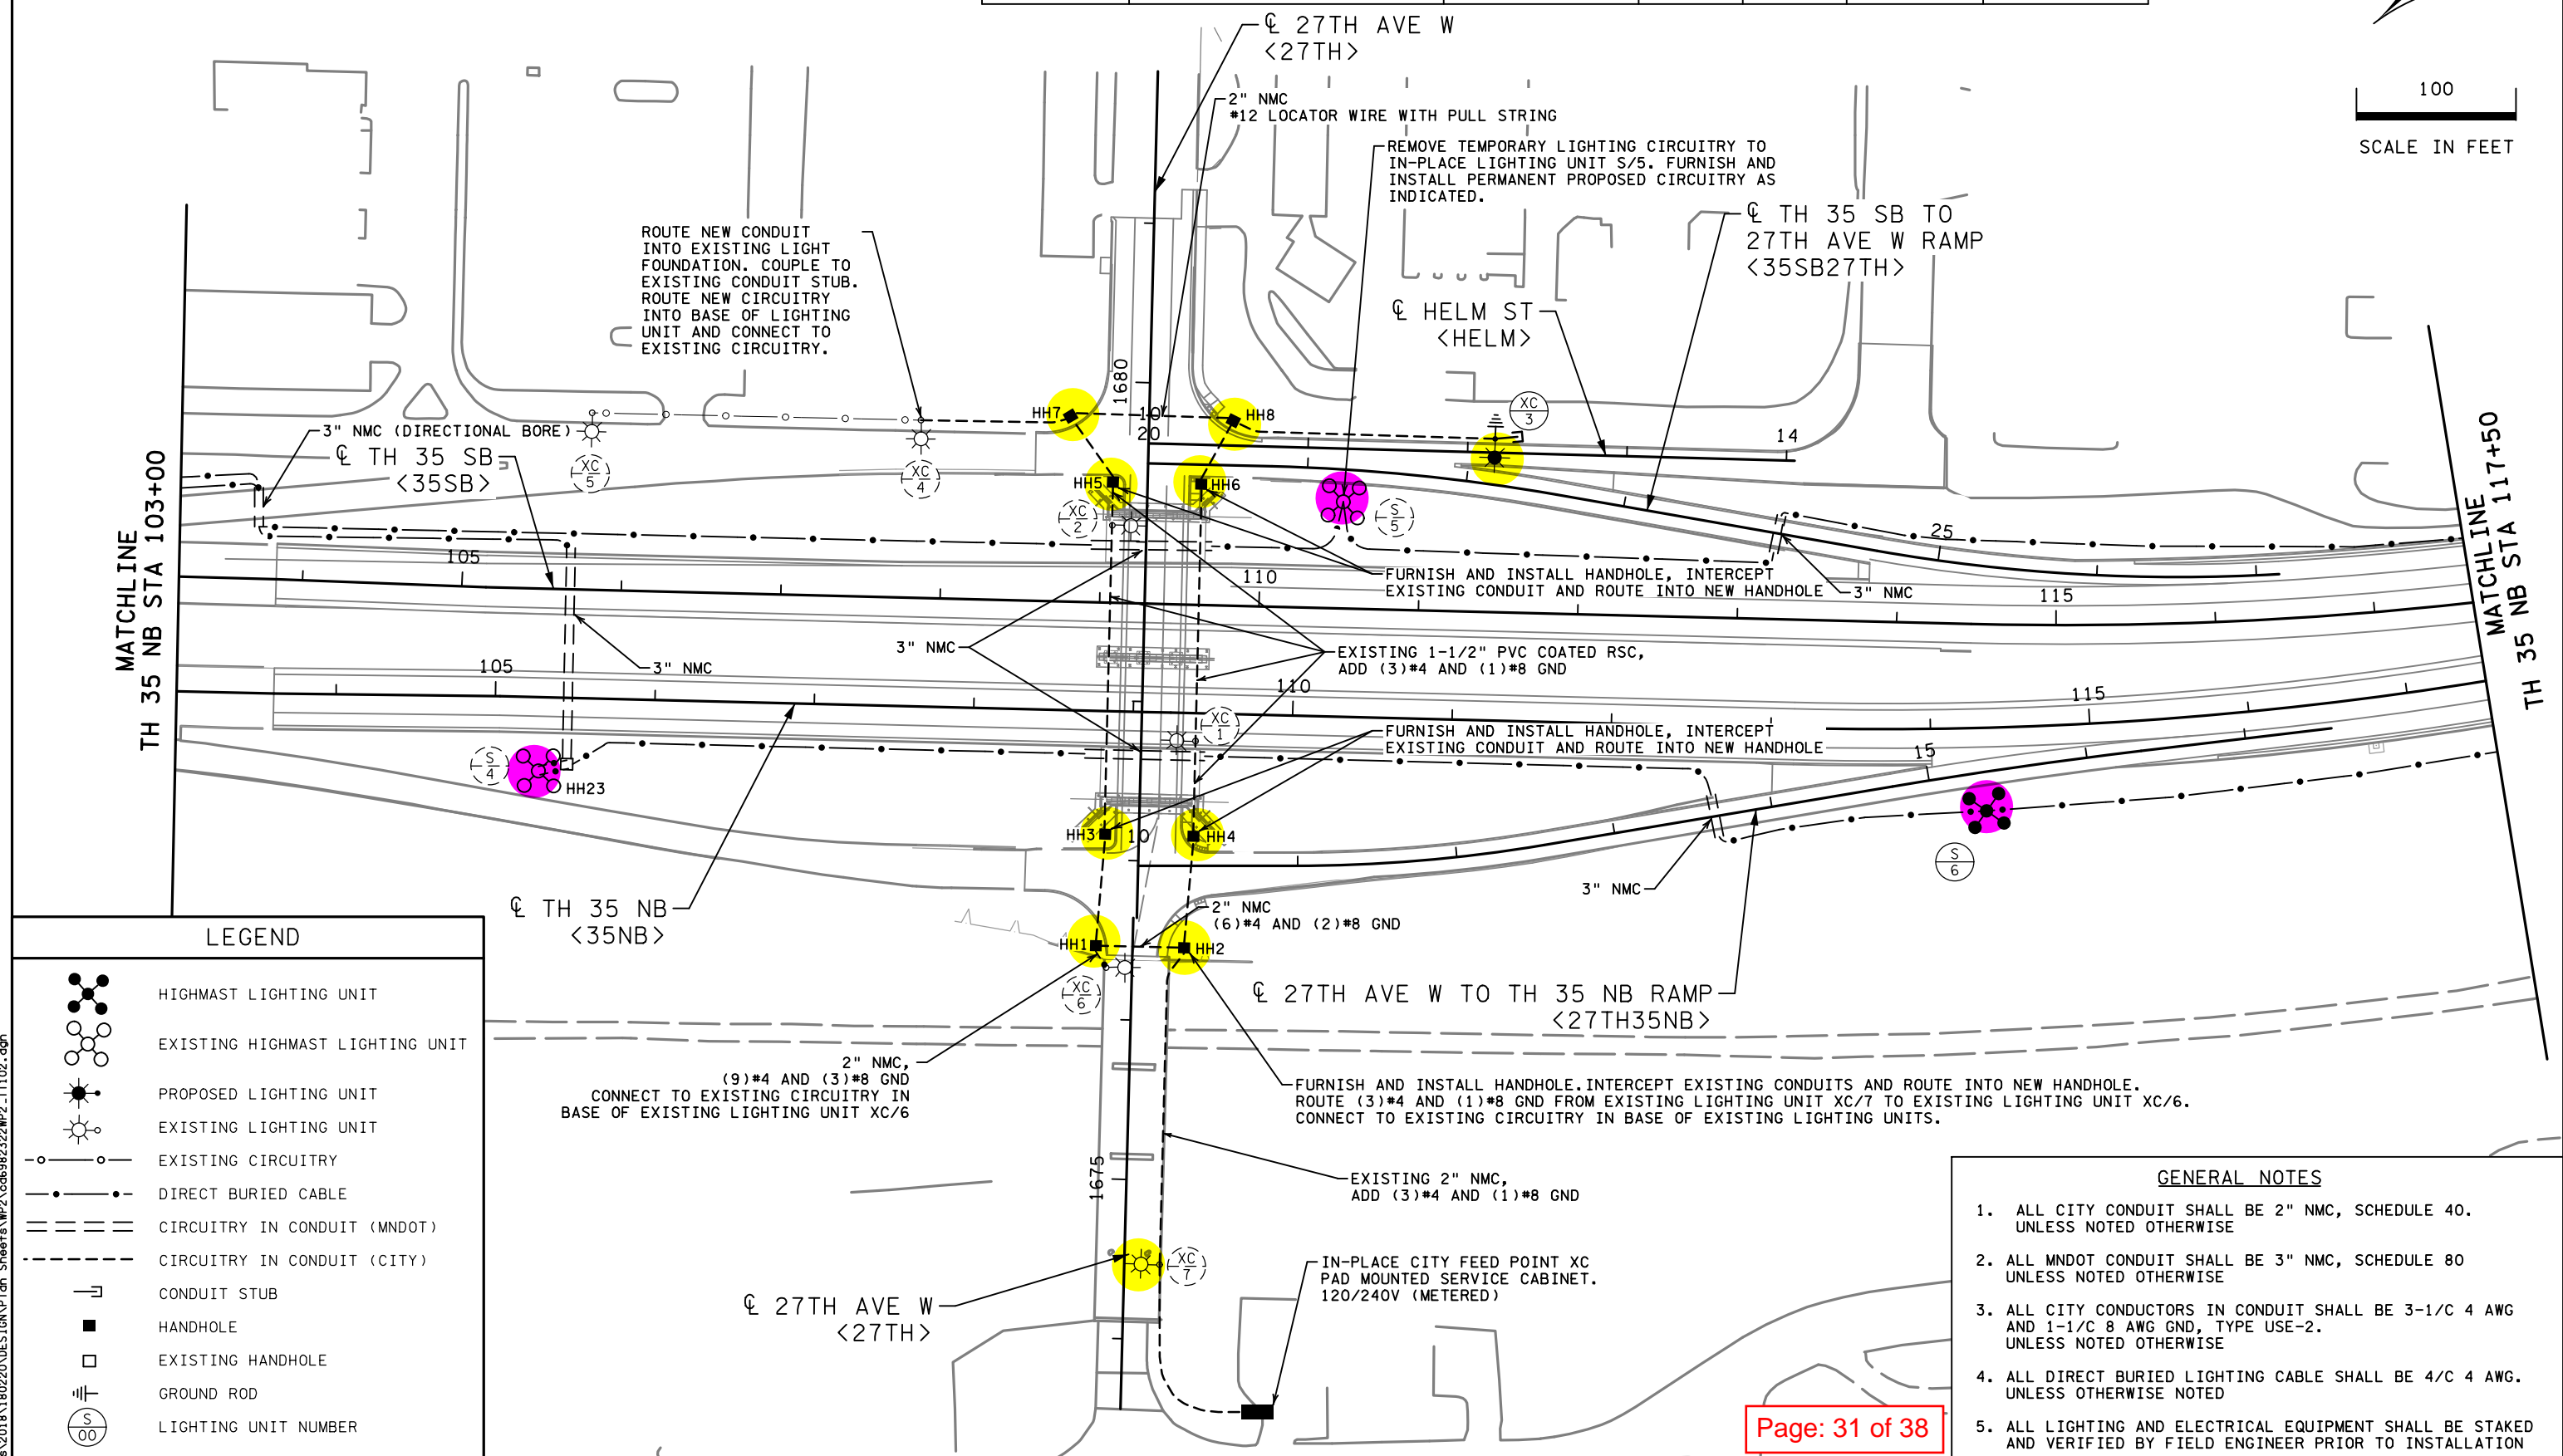 ℄ 27TH AVE W
<27TH>
2" NMC
#12 LOCATOR WIRE WITH PULL STRING
100
SCALE IN FEET
REMOVE TEMPORARY LIGHTING CIRCUITRY TO
IN-PLACE LIGHTING UNIT S/5. FURNISH AND
INSTALL PERMANENT PROPOSED CIRCUITRY AS
INDICATED.
℄ TH 35 SB TO
27TH AVE W RAMP
<35SB27TH>
ROUTE NEW CONDUIT
INTO EXISTING LIGHT
FOUNDATION. COUPLE TO
EXISTING CONDUIT STUB.
ROUTE NEW CIRCUITRY
INTO BASE OF LIGHTING
UNIT AND CONNECT TO
EXISTING CIRCUITRY.
℄ HELM ST
<HELM>
1680
HH7
10
20
HH8
XC
3
14
3" NMC (DIRECTIONAL BORE)
℄ TH 35 SB
<35SB>
XC
5
XC
4
HH5
HH6
XC
2
S
5
MATCHLINE
TH 35 NB STA 103+00
MATCHLINE
TH 35 NB STA 117+50
105
110
25
115
FURNISH AND INSTALL HANDHOLE, INTERCEPT
EXISTING CONDUIT AND ROUTE INTO NEW HANDHOLE
3" NMC
3" NMC
3" NMC
EXISTING 1-1/2" PVC COATED RSC,
ADD (3)#4 AND (1)#8 GND
105
110
115
XC
1
FURNISH AND INSTALL HANDHOLE, INTERCEPT
EXISTING CONDUIT AND ROUTE INTO NEW HANDHOLE
15
S
4
HH23
HH3
10
HH4
S
6
3" NMC
℄ TH 35 NB
<35NB>
2" NMC
(6)#4 AND (2)#8 GND
HH1
HH2
XC
6
℄ 27TH AVE W TO TH 35 NB RAMP
<27TH35NB>
2" NMC,
(9)#4 AND (3)#8 GND
CONNECT TO EXISTING CIRCUITRY IN
BASE OF EXISTING LIGHTING UNIT XC/6
FURNISH AND INSTALL HANDHOLE.INTERCEPT EXISTING CONDUITS AND ROUTE INTO NEW HANDHOLE.
ROUTE (3)#4 AND (1)#8 GND FROM EXISTING LIGHTING UNIT XC/7 TO EXISTING LIGHTING UNIT XC/6.
CONNECT TO EXISTING CIRCUITRY IN BASE OF EXISTING LIGHTING UNITS.
1675
EXISTING 2" NMC,
ADD (3)#4 AND (1)#8 GND
XC
7
IN-PLACE CITY FEED POINT XC
PAD MOUNTED SERVICE CABINET.
120/240V (METERED)
℄ 27TH AVE W
<27TH>
LEGEND
HIGHMAST LIGHTING UNIT
EXISTING HIGHMAST LIGHTING UNIT
PROPOSED LIGHTING UNIT
EXISTING LIGHTING UNIT
EXISTING CIRCUITRY
DIRECT BURIED CABLE
CIRCUITRY IN CONDUIT (MNDOT)
CIRCUITRY IN CONDUIT (CITY)
CONDUIT STUB
HANDHOLE
EXISTING HANDHOLE
GROUND ROD
S
00
LIGHTING UNIT NUMBER
GENERAL NOTES
1. ALL CITY CONDUIT SHALL BE 2" NMC, SCHEDULE 40.
UNLESS NOTED OTHERWISE
2. ALL MNDOT CONDUIT SHALL BE 3" NMC, SCHEDULE 80
UNLESS NOTED OTHERWISE
3. ALL CITY CONDUCTORS IN CONDUIT SHALL BE 3-1/C 4 AWG
AND 1-1/C 8 AWG GND, TYPE USE-2.
UNLESS NOTED OTHERWISE
4. ALL DIRECT BURIED LIGHTING CABLE SHALL BE 4/C 4 AWG.
UNLESS OTHERWISE NOTED
5. ALL LIGHTING AND ELECTRICAL EQUIPMENT SHALL BE STAKED
AND VERIFIED BY FIELD ENGINEER PRIOR TO INSTALLATION
Page: 31 of 38